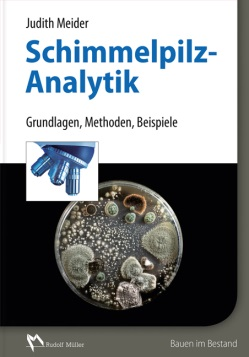 Judith Meider
Schimmelpilz-
Analytik
Grundlagen, Methoden, Beispiele
Rudolf Müller
Bauen im Bestand